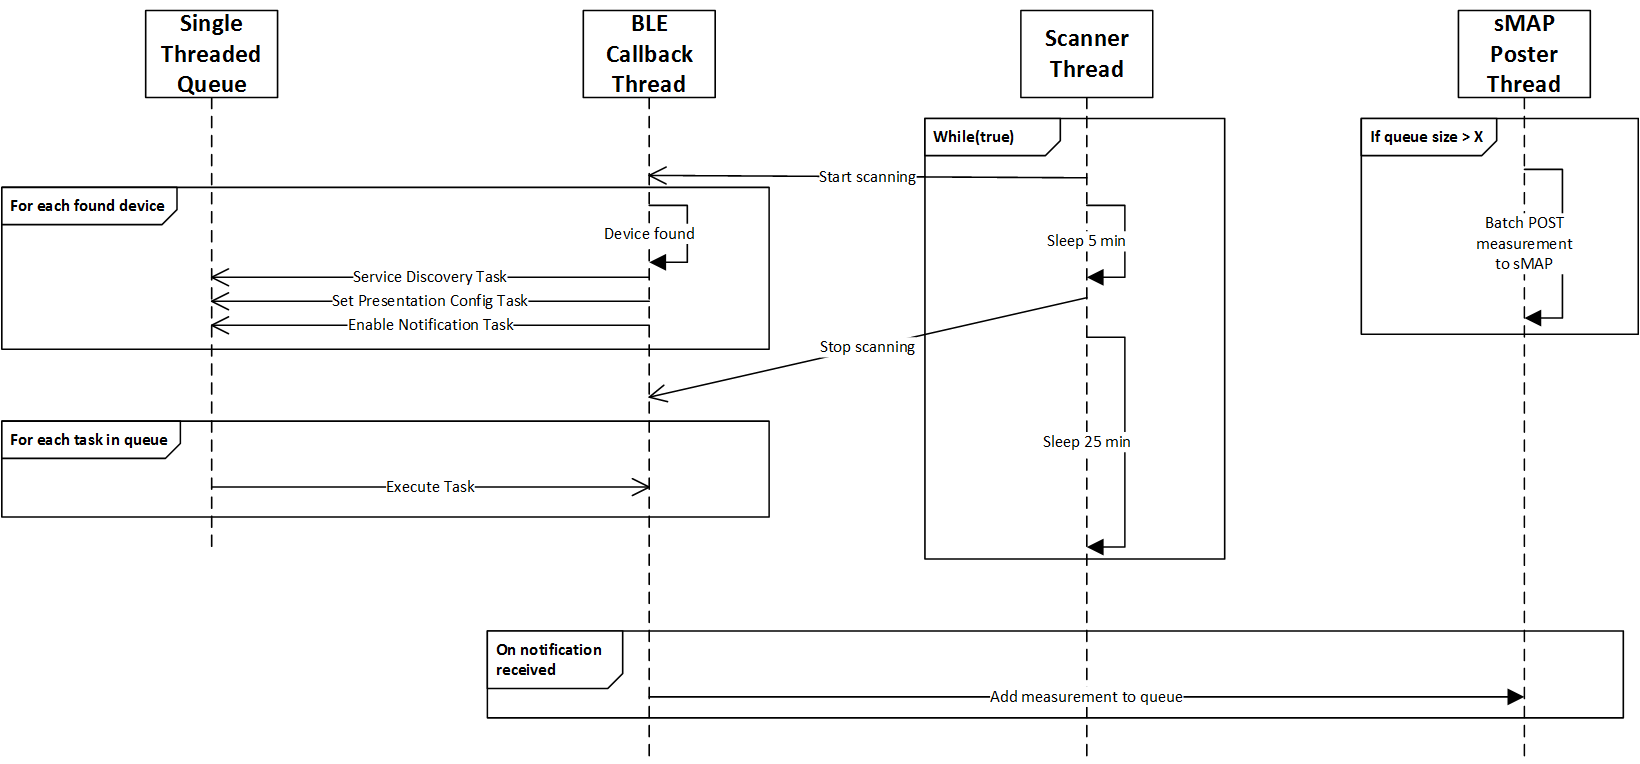 Single
Threaded
Queue
BLE
Callback
Thread
Scanner
Thread
sMAP
Poster
Thread
While(true)
If queue size > X
Start scanning
For each found device
Device found
Sleep 5 min
Batch POST
measurement
to sMAP
Service Discovery Task
Set Presentation Config Task
Enable Notification Task
Stop scanning
For each task in queue
Sleep 25 min
Execute Task
On notification
received
Add measurement to queue